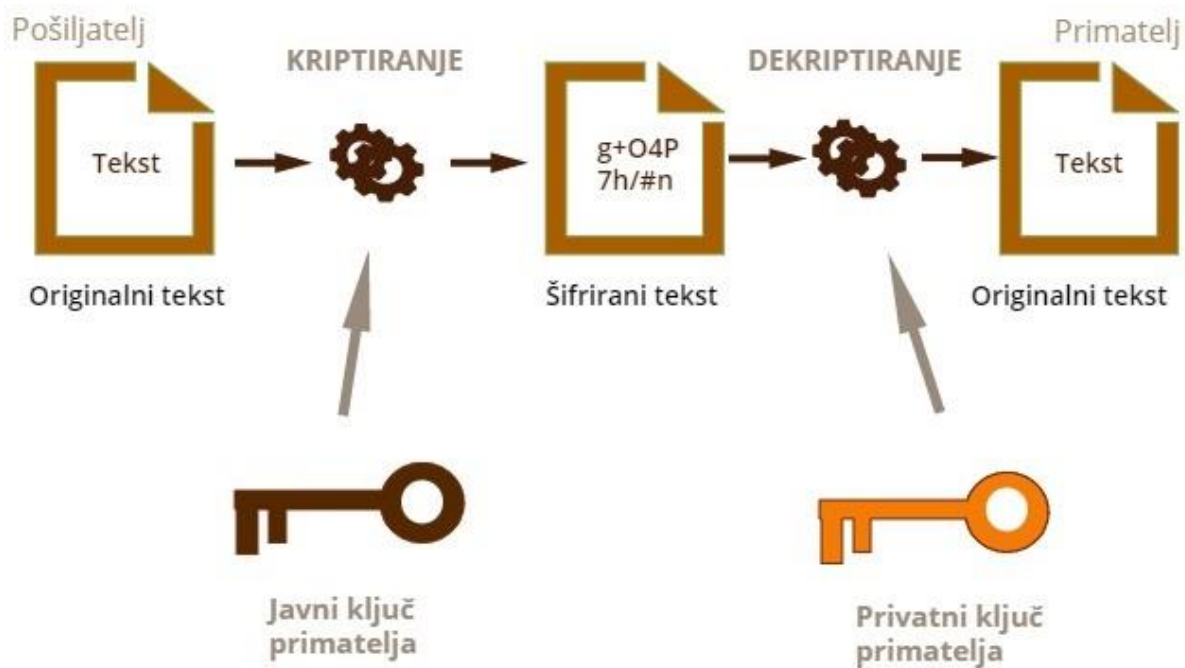 Pošiljatelj
Primatelj
KRIPTIRANJE
DEKRIPTIRANJE
Tekst
g+O4P
7h/#n
Tekst
Originalni tekst
Šifrirani tekst
Originalni tekst
Javni ključ
primatelja
Privatni ključ
primatelja